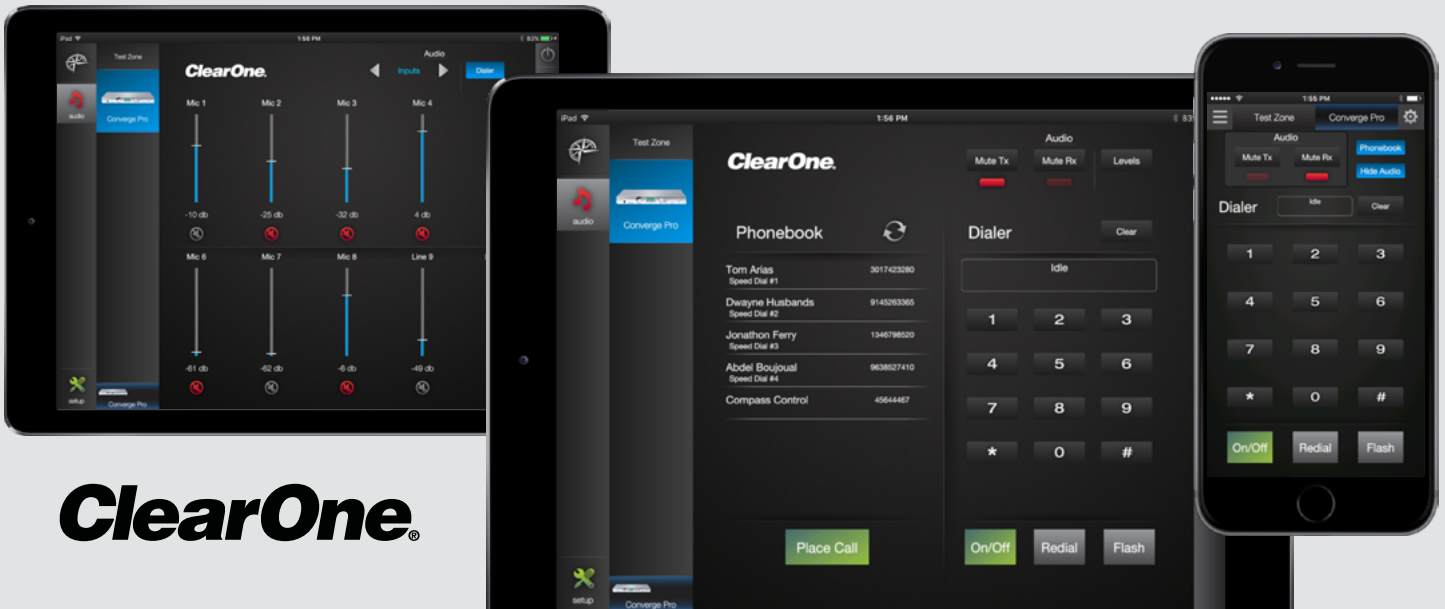 iPad 1:56 PM 83%
Test Zone
audio
Converge Pro
ClearOne.
Audio
Inputs
Dialer
Mic 1 Mic 2 Mic 3 Mic 4
-10 db -25 db -32 db 4 db
Mic 6 Mic 7 Mic 8 Line 9
-61 db -62 db -6 db -49 db
setup
Converge Pro
ClearOne®
iPad 1:56 PM 83
Test Zone
audio
Converge Pro
ClearOne.
Audio
Mute Tx Mute Rx Levels
Phonebook
Tom Arias 3017423280
Speed Dial #1
Dwayne Husbands 9145263365
Speed Dial #2
Jonathon Ferry 1346798520
Speed Dial #3
Abdel Boujoual 9638527410
Speed Dial #4
Compass Control 45644467
Place Call
Dialer Clear
Idle
1 2 3
4 5 6
7 8 9
* 0 #
On/Off Redial Flash
setup
Converge Pro
1:55 PM
Test Zone Converge Pro
Audio
Mute Tx Mute Rx
Phonebook
Hide Audio
Dialer Idle Clear
1 2 3
4 5 6
7 8 9
* 0 #
On/Off Redial Flash